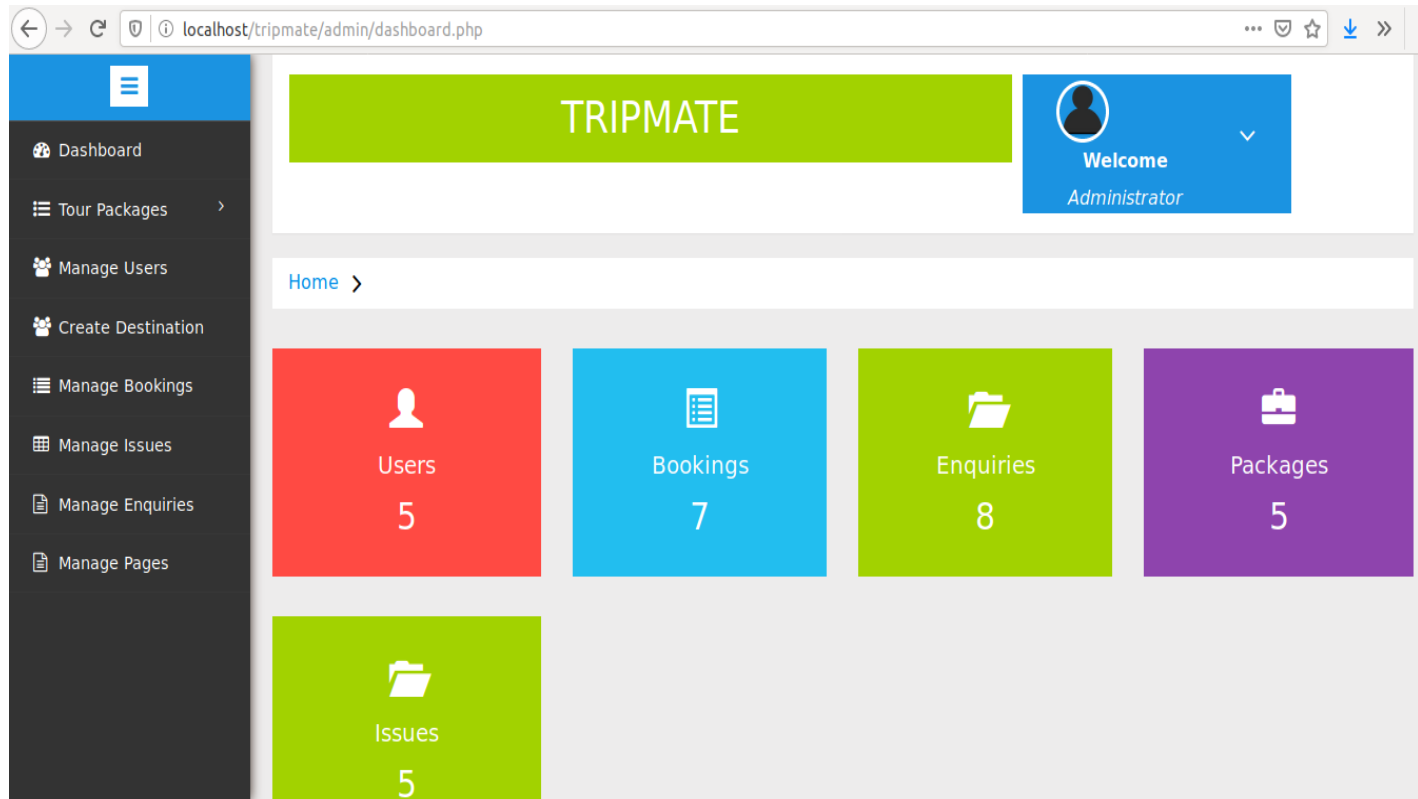 localhost/tripmate/admin/dashboard.php
TRIPMATE
Welcome
Administrator
Dashboard
Tour Packages
Manage Users
Create Destination
Manage Bookings
Manage Issues
Manage Enquiries
Manage Pages
Home
Users
5
Bookings
7
Enquiries
8
Packages
5
Issues
5